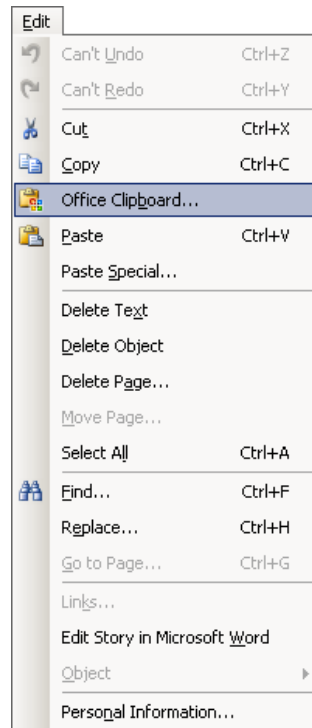 Edit
Can't Undo Ctrl+Z
Can't Redo Ctrl+Y
Cut Ctrl+X
Copy Ctrl+C
Office Clipboard...
Paste Ctrl+V
Paste Special...
Delete Text
Delete Object
Delete Page...
Move Page...
Select All Ctrl+A
Find... Ctrl+F
Replace... Ctrl+H
Go to Page... Ctrl+G
Links...
Edit Story in Microsoft Word
Object
Personal Information...